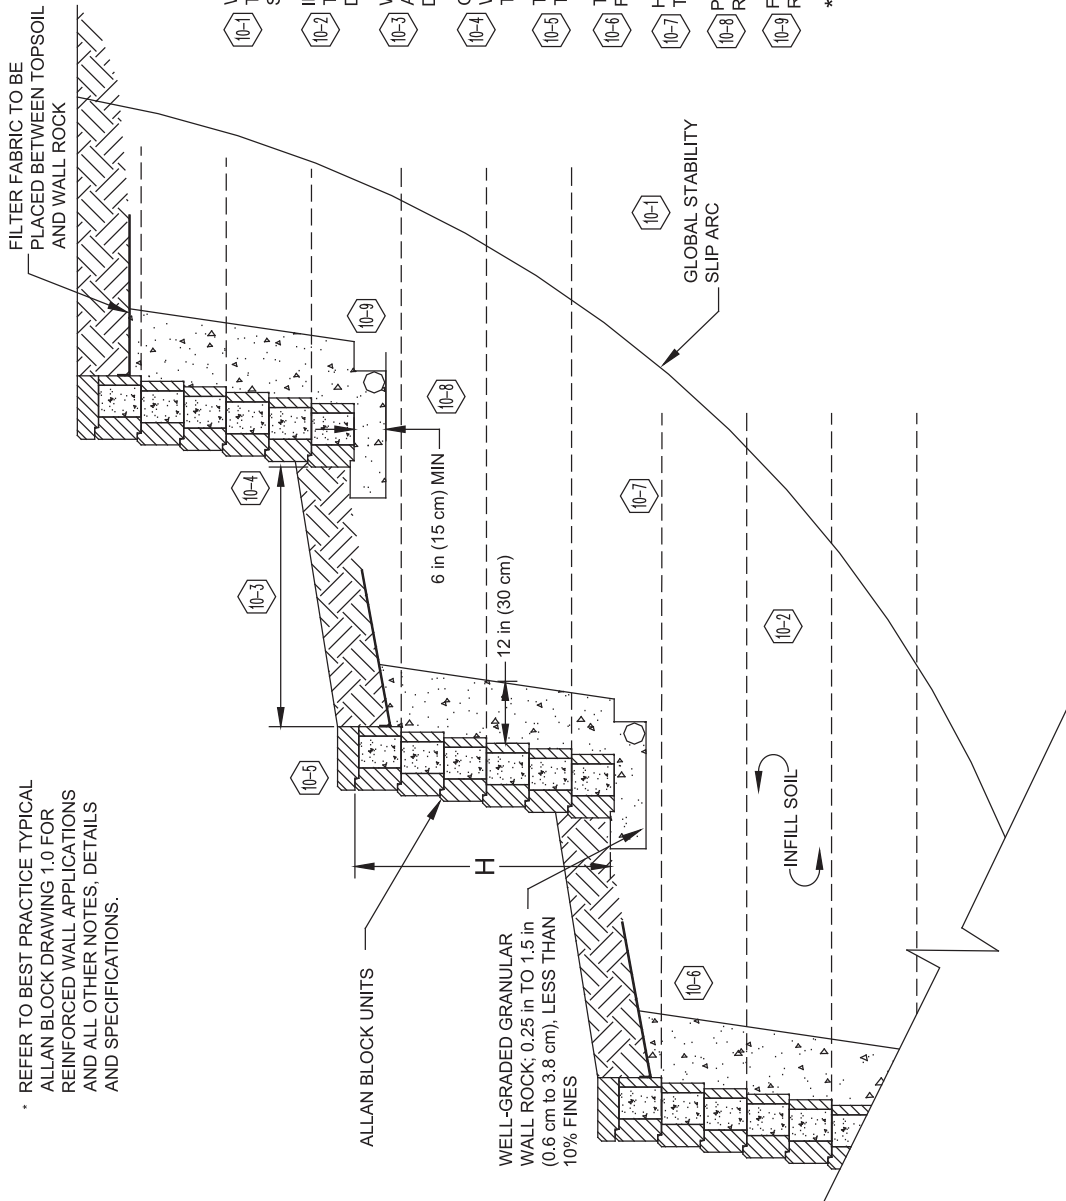 * REFER TO BEST PRACTICE TYPICAL
ALLAN BLOCK DRAWING 1.0 FOR
REINFORCED WALL APPLICATIONS
AND ALL OTHER NOTES, DETAILS
AND SPECIFICATIONS.
FILTER FABRIC TO BE
PLACED BETWEEN TOPSOIL
AND WALL ROCK
ALLAN BLOCK UNITS
WELL-GRADED GRANULAR
WALL ROCK; 0.25 in TO 1.5 in
(0.6 cm to 3.8 cm), LESS THAN
10% FINES
H
10-5
10-3
10-4
10-9
10-8
6 in (15 cm) MIN
12 in (30 cm)
10-7
10-2
10-6
INFILL SOIL
10-1
GLOBAL STABILITY
SLIP ARC
10-1
10-2
10-3
10-4
10-5
10-6
10-7
10-8
10-9
*